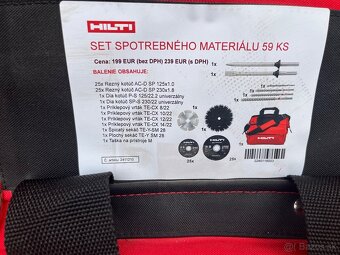 HILTI
SET SPOTREBNÉHO MATERIÁLU 59 KS
Cena: 199 EUR (bez DPH) 239 EUR (s DPH)
BALENIE OBSAHUJE:
25x Rezný kotúč AC-D SP 125x1.0
25x Rezný kotúč AC-D SP 230x1.8
1x Dia kotúč P-S 125/22.2 univerzálny
1x Dia kotúč SP-S 230/22 univerzálny
1x Príklepový vrták TE-CX 8/22
1x Príklepový vrták TE-CX 10/22
1x Príklepový vrták TE-CX 12/22
1x Príklepový vrták TE-CX 14/22
1x Špicatý sekáč TE-Y-SM 28
1x Plochý sekáč TE-Y SM 28
1x Taška na prístroje M
1x
1x
1x
1x
25x
25x